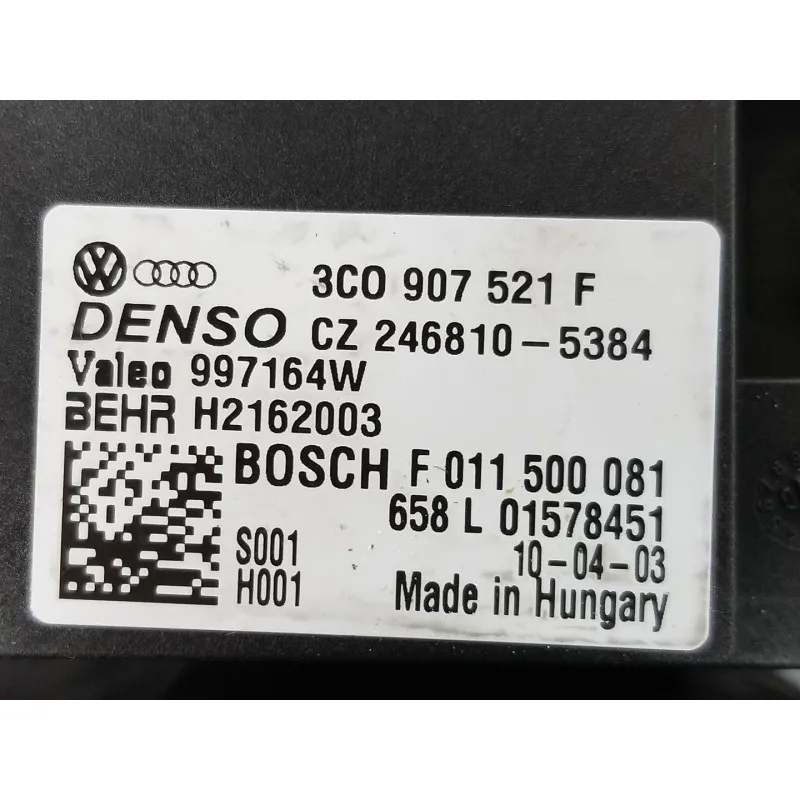 3C0 907 521 F
DENSO CZ 246810-5384
Valeo 997164W
BEHR H2162003
BOSCH F 011 500 081
658 L 01578451
S001 10-04-03
H001 Made in Hungary